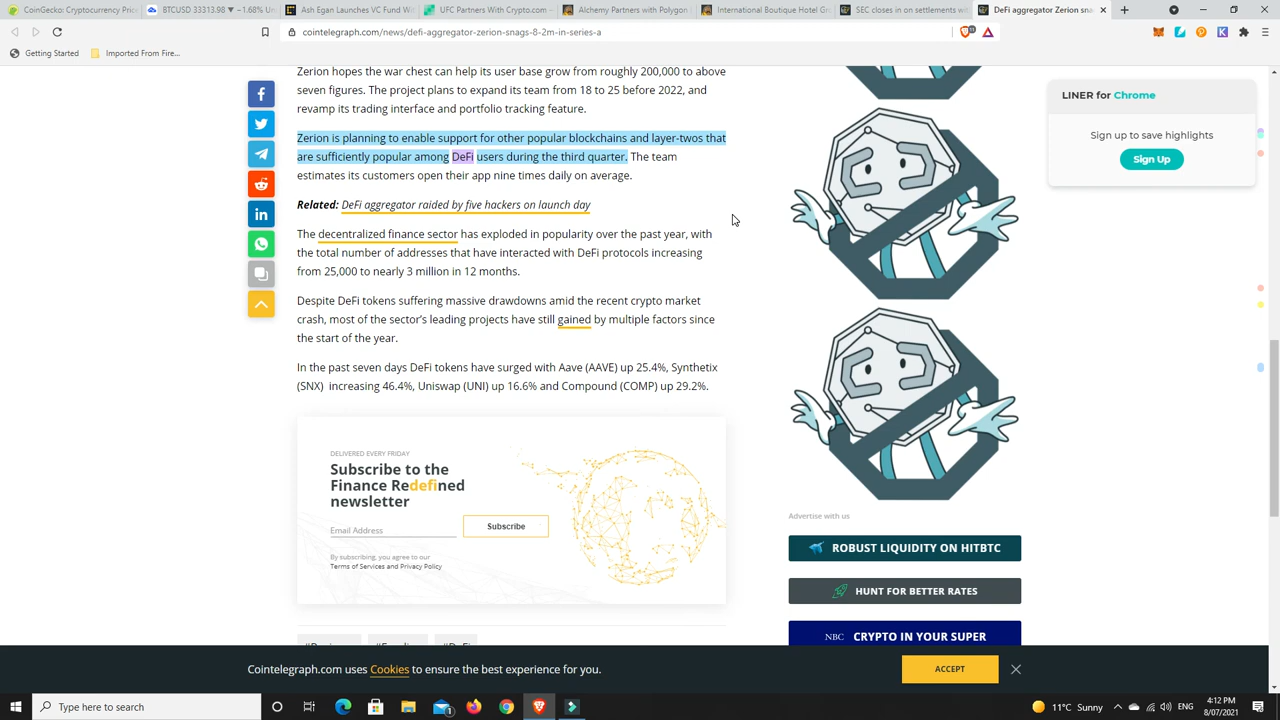 CoinGecko: Cryptocurrency Price
BTCUSD 33313.98 ▼ −1.68% Un
Ash Egan Launches VC Fund Wit
UFC Partners With Crypto.com –
Alchemy Partners with Polygon
International Boutique Hotel Gr
SEC closes in on settlements wit
DeFi aggregator Zerion sna
cointelegraph.com/news/defi-aggregator-zerion-snags-8-2m-in-series-a
Getting Started
Imported From Fire...
Zerion hopes the war chest can help its user base grow from roughly 200,000 to above
seven figures. The project plans to expand its team from 18 to 25 before 2022, and
revamp its trading interface and portfolio tracking feature.
Zerion is planning to enable support for other popular blockchains and layer-twos that
are sufficiently popular among DeFi users during the third quarter. The team
estimates its customers open their app nine times daily on average.
Related: DeFi aggregator raided by five hackers on launch day
The decentralized finance sector has exploded in popularity over the past year, with
the total number of addresses that have interacted with DeFi protocols increasing
from 25,000 to nearly 3 million in 12 months.
Despite DeFi tokens suffering massive drawdowns amid the recent crypto market
crash, most of the sector's leading projects have still gained by multiple factors since
the start of the year.
In the past seven days DeFi tokens have surged with Aave (AAVE) up 25.4%, Synthetix
(SNX) increasing 46.4%, Uniswap (UNI) up 16.6% and Compound (COMP) up 29.2%.
DELIVERED EVERY FRIDAY
Subscribe to the
Finance Redefined
newsletter
Email Address
Subscribe
By subscribing, you agree to our
Terms of Services and Privacy Policy
LINER for Chrome
Sign up to save highlights
Sign Up
Advertise with us
ROBUST LIQUIDITY ON HITBTC
HUNT FOR BETTER RATES
NBC CRYPTO IN YOUR SUPER
Cointelegraph.com uses Cookies to ensure the best experience for you.
ACCEPT
Type here to search
11°C Sunny
ENG
4:12 PM
8/07/2021